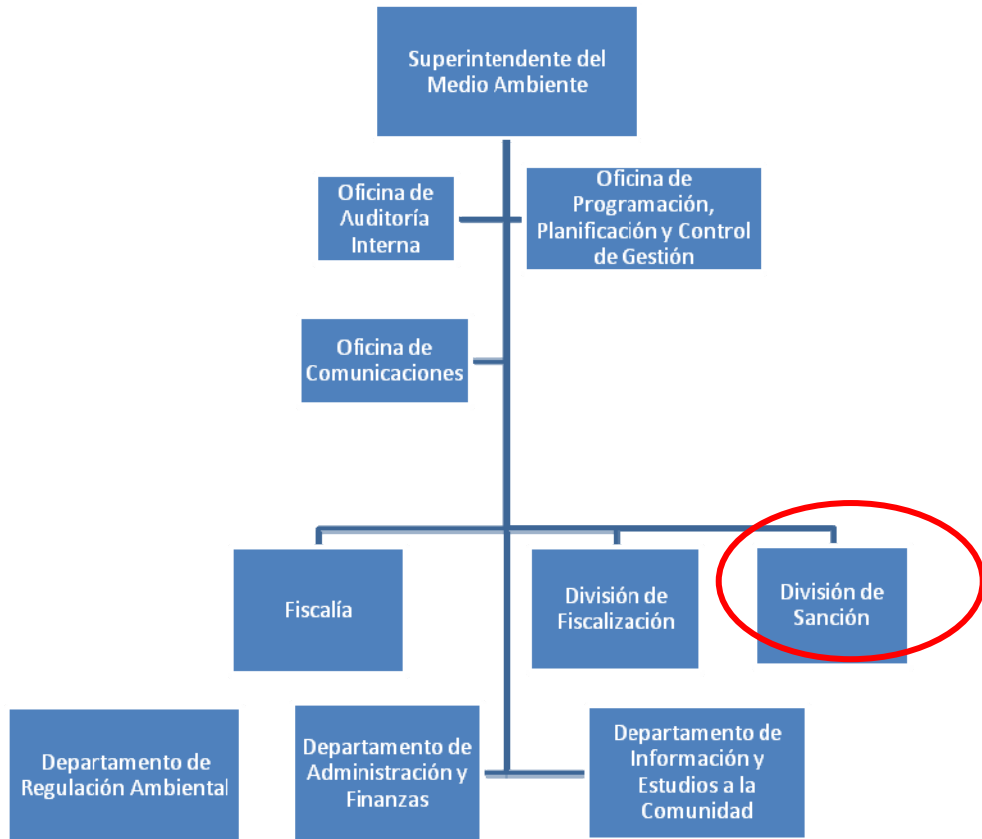 Superintendente del
Medio Ambiente
Oficina de
Auditoría
Interna
Oficina de
Programación,
Planificación y Control
de Gestión
Oficina de
Comunicaciones
Fiscalía
División de
Fiscalización
División de
Sanción
Departamento de
Regulación Ambiental
Departamento de
Administración y
Finanzas
Departamento de
Información y
Estudios a la
Comunidad